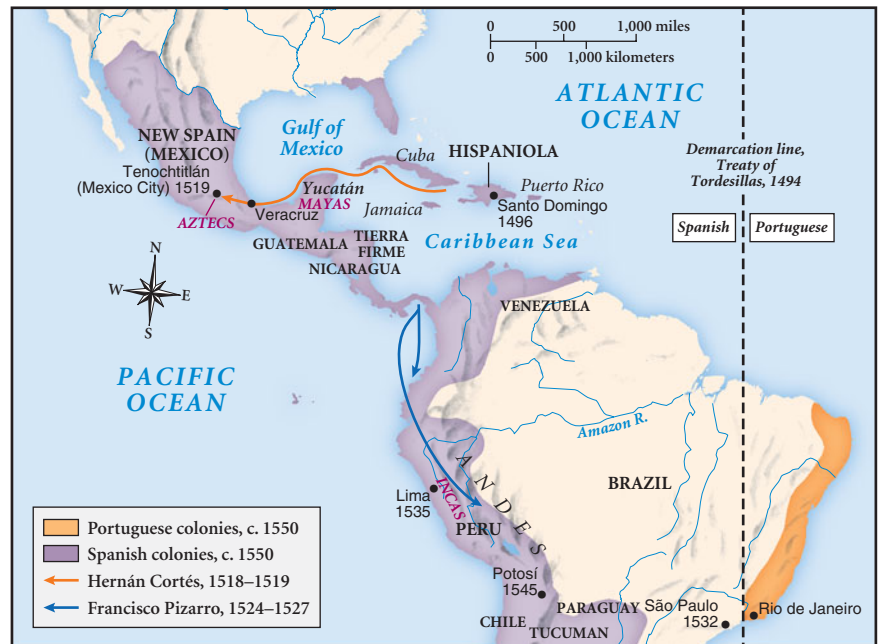 0 500 1,000 miles
0 500 1,000 kilometers
ATLANTIC
OCEAN
Gulf of
Mexico
NEW SPAIN
(MEXICO)
Tenochtitlán
(Mexico City) 1519
AZTECS
Veracruz
Yucatán
MAYAS
Cuba
HISPANIOLA
Jamaica
Puerto Rico
Santo Domingo
1496
Demarcation line,
Treaty of
Tordesillas, 1494
Spanish
Portuguese
GUATEMALA
TIERRA
FIRME
NICARAGUA
Caribbean Sea
N
W
E
S
VENEZUELA
PACIFIC
OCEAN
Amazon R.
ANDES
INCAS
BRAZIL
Lima
1535
PERU
Potosí
1545
PARAGUAY
São Paulo
1532
Rio de Janeiro
CHILE
TUCUMAN
Portuguese colonies, c. 1550
Spanish colonies, c. 1550
Hernán Cortés, 1518–1519
Francisco Pizarro, 1524–1527